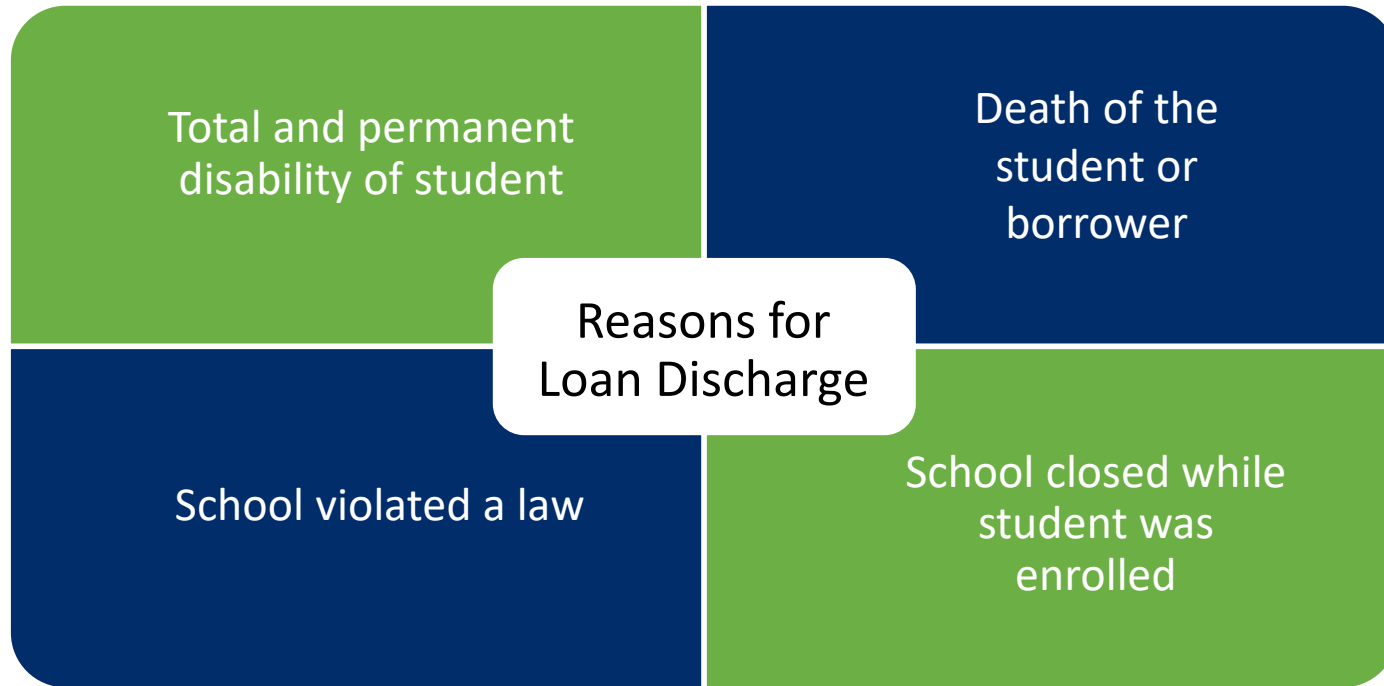 Total and permanent
disability of student
Death of the
student or
borrower
Reasons for
Loan Discharge
School violated a law
School closed while
student was
enrolled